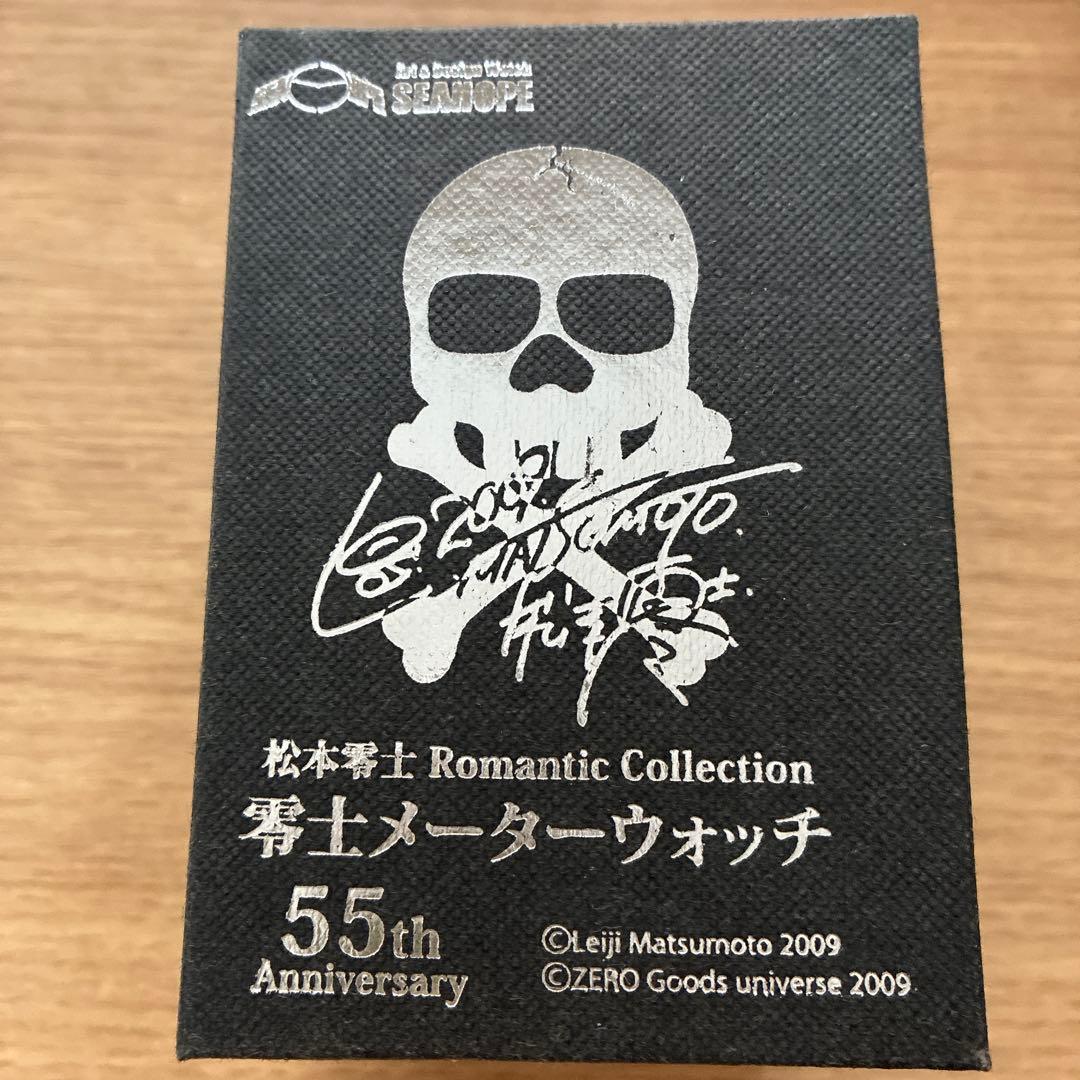 Art & Design Watch
SEAHOPE
松本零士 Romantic Collection
零士メーターウォッチ
55th
Anniversary
©Leiji Matsumoto 2009
©ZERO Goods universe 2009